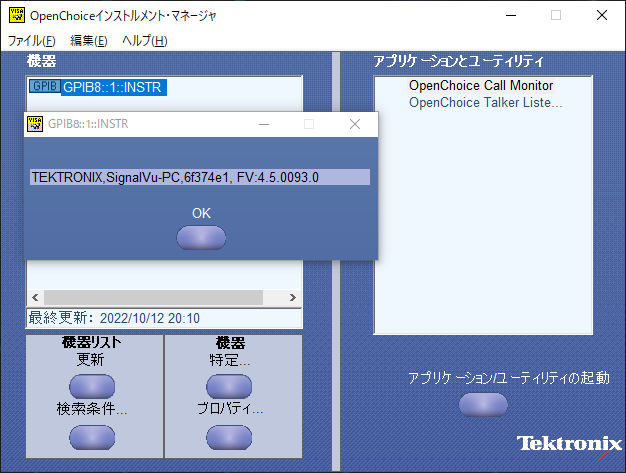 OpenChoiceインストルメント・マネージャ
ファイル(F) 編集(E) ヘルプ(H)
機器
GPIB GPIB8::1::INSTR
アプリケーションとユーティリティ
OpenChoice Call Monitor
OpenChoice Talker Liste...
GPIB8::1::INSTR
TEKTRONIX,SignalVu-PC,6f374e1, FV:4.5.0093.0
OK
最終更新: 2022/10/12 20:10
機器リスト
更新
検索条件...
機器
特定...
プロパティ...
アプリケーション/ユーティリティの起動
Tektronix